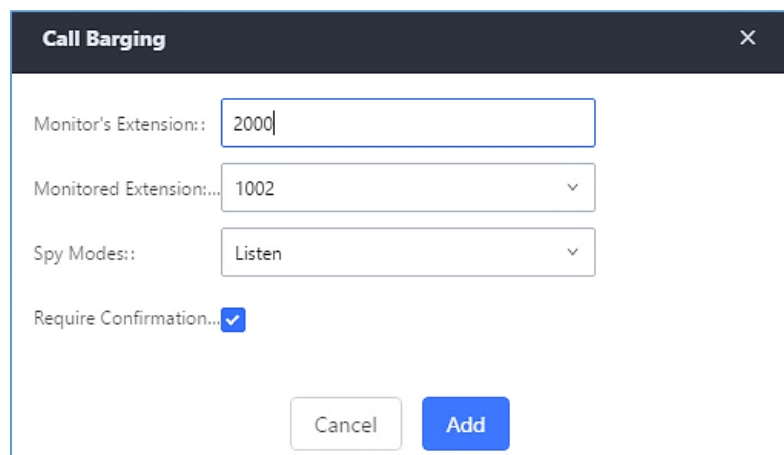 Call Barging
Monitor's Extension:: 2000
Monitored Extension:... 1002
Spy Modes:: Listen
Require Confirmation...
Cancel Add